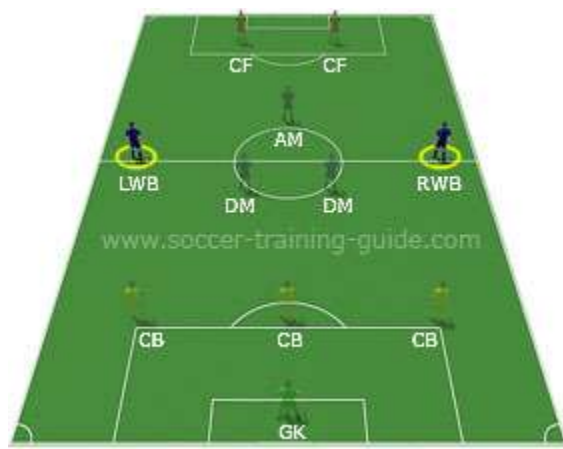 CF CF
AM
LWB RWB
DM DM
www.soccer-training-guide.com
CB CB CB
GK